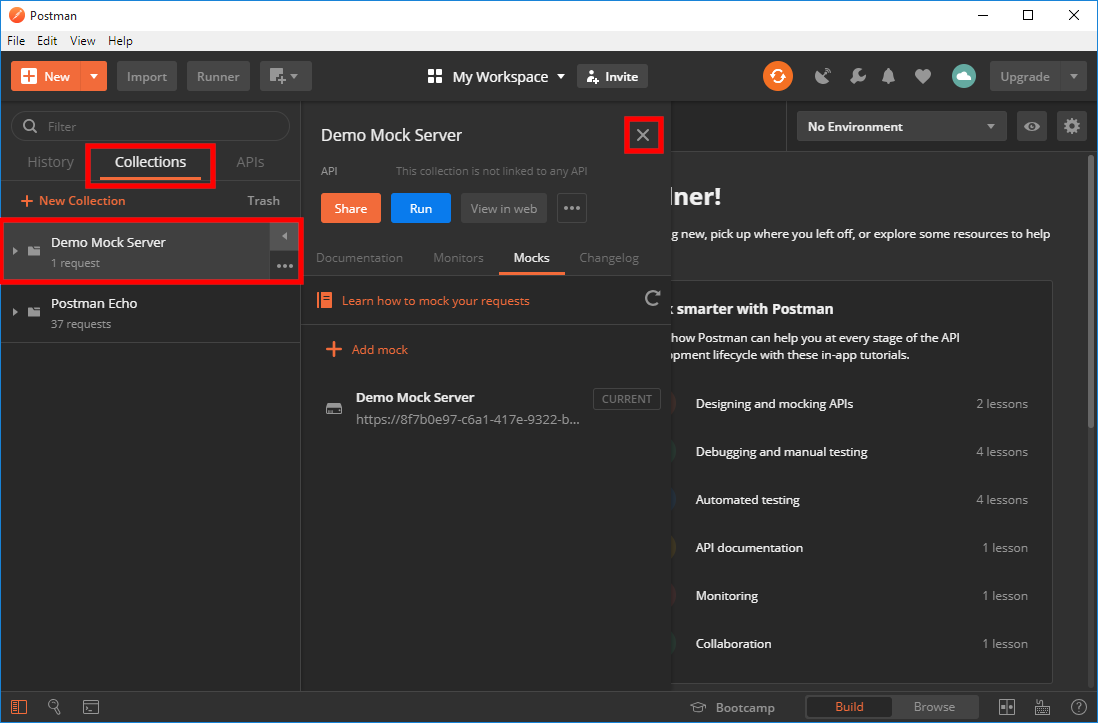 Postman
File Edit View Help
New Import Runner My Workspace Invite Upgrade
Filter
History Collections APIs
New Collection Trash
Demo Mock Server
1 request
Postman Echo
37 requests
Demo Mock Server
API This collection is not linked to any API
Share Run View in web
Documentation Monitors Mocks Changelog
Learn how to mock your requests
Add mock
Demo Mock Server CURRENT
https://8f7b0e97-c6a1-417e-9322-b...
No Environment
ner!
g new, pick up where you left off, or explore some resources to help
smarter with Postman
how Postman can help you at every stage of the API
opment lifecycle with these in-app tutorials.
Designing and mocking APIs 2 lessons
Debugging and manual testing 4 lessons
Automated testing 4 lessons
API documentation 1 lesson
Monitoring 1 lesson
Collaboration 1 lesson
Bootcamp Build Browse